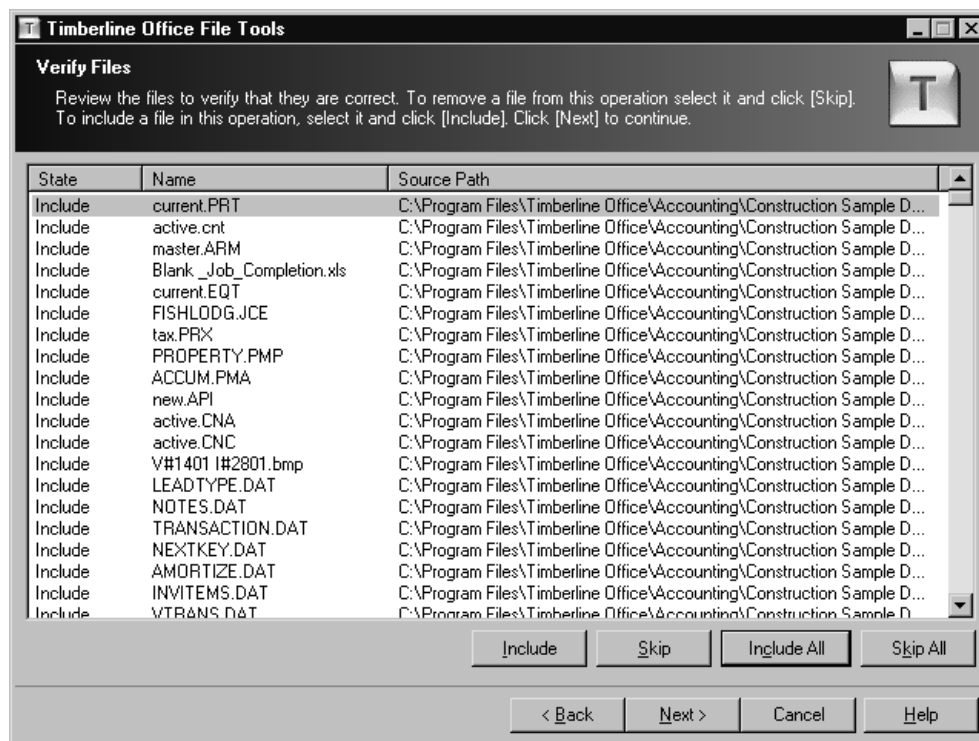 T Timberline Office File Tools
Verify Files
Review the files to verify that they are correct. To remove a file from this operation select it and click [Skip].
To include a file in this operation, select it and click [Include]. Click [Next] to continue.
T
State Name Source Path
Include current.PRT C:\Program Files\Timberline Office\Accounting\Construction Sample D...
Include active.cnt C:\Program Files\Timberline Office\Accounting\Construction Sample D...
Include master.ARM C:\Program Files\Timberline Office\Accounting\Construction Sample D...
Include Blank _Job_Completion.xls C:\Program Files\Timberline Office\Accounting\Construction Sample D...
Include current.EQT C:\Program Files\Timberline Office\Accounting\Construction Sample D...
Include FISHLODG.JCE C:\Program Files\Timberline Office\Accounting\Construction Sample D...
Include tax.PRX C:\Program Files\Timberline Office\Accounting\Construction Sample D...
Include PROPERTY.PMP C:\Program Files\Timberline Office\Accounting\Construction Sample D...
Include ACCUM.PMA C:\Program Files\Timberline Office\Accounting\Construction Sample D...
Include new.API C:\Program Files\Timberline Office\Accounting\Construction Sample D...
Include active.CNA C:\Program Files\Timberline Office\Accounting\Construction Sample D...
Include active.CNC C:\Program Files\Timberline Office\Accounting\Construction Sample D...
Include V#1401 I#2801.bmp C:\Program Files\Timberline Office\Accounting\Construction Sample D...
Include LEADTYPE.DAT C:\Program Files\Timberline Office\Accounting\Construction Sample D...
Include NOTES.DAT C:\Program Files\Timberline Office\Accounting\Construction Sample D...
Include TRANSACTION.DAT C:\Program Files\Timberline Office\Accounting\Construction Sample D...
Include NEXTKEY.DAT C:\Program Files\Timberline Office\Accounting\Construction Sample D...
Include AMORTIZE.DAT C:\Program Files\Timberline Office\Accounting\Construction Sample D...
Include INVITEMS.DAT C:\Program Files\Timberline Office\Accounting\Construction Sample D...
Include VTRANS.DAT C:\Program Files\Timberline Office\Accounting\Construction Sample D...
Include Skip Include All Skip All
< Back Next > Cancel Help